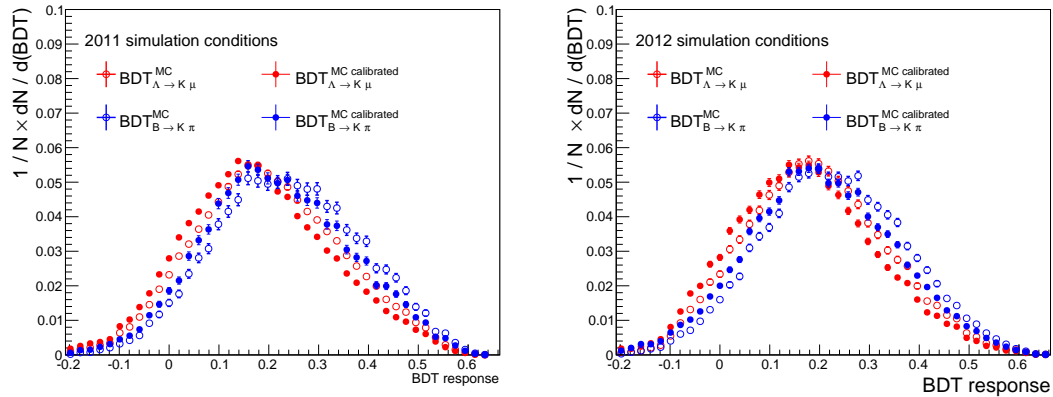 1 / N × dN / d(BDT)
0.1
0.09
0.08
0.07
0.06
0.05
0.04
0.03
0.02
0.01
0
2011 simulation conditions
BDT^MC_Λ → K μ BDT^MC calibrated_Λ → K μ
BDT^MC_B → K π BDT^MC calibrated_B → K π
-0.2 -0.1 0 0.1 0.2 0.3 0.4 0.5 0.6
BDT response
1 / N × dN / d(BDT)
0.1
0.09
0.08
0.07
0.06
0.05
0.04
0.03
0.02
0.01
0
2012 simulation conditions
BDT^MC_Λ → K μ BDT^MC calibrated_Λ → K μ
BDT^MC_B → K π BDT^MC calibrated_B → K π
-0.2 -0.1 0 0.1 0.2 0.3 0.4 0.5 0.6
BDT response